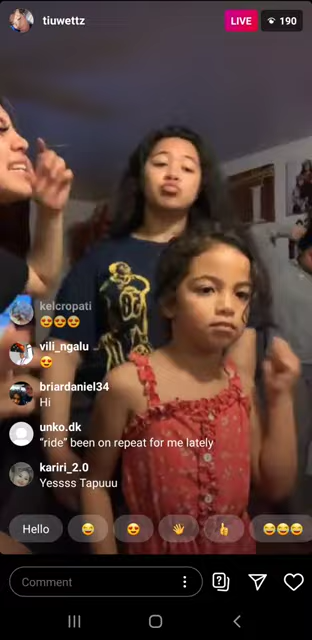 tiuwettz
LIVE
190
kelcropati
😍😍😍
vili_ngalu
😍
briardaniel34
Hi
unko.dk
“ride” been on repeat for me lately
kariri_2.0
Yessss Tapuuu
Hello
😂
😍
👋
👍
😂😂😂
Comment